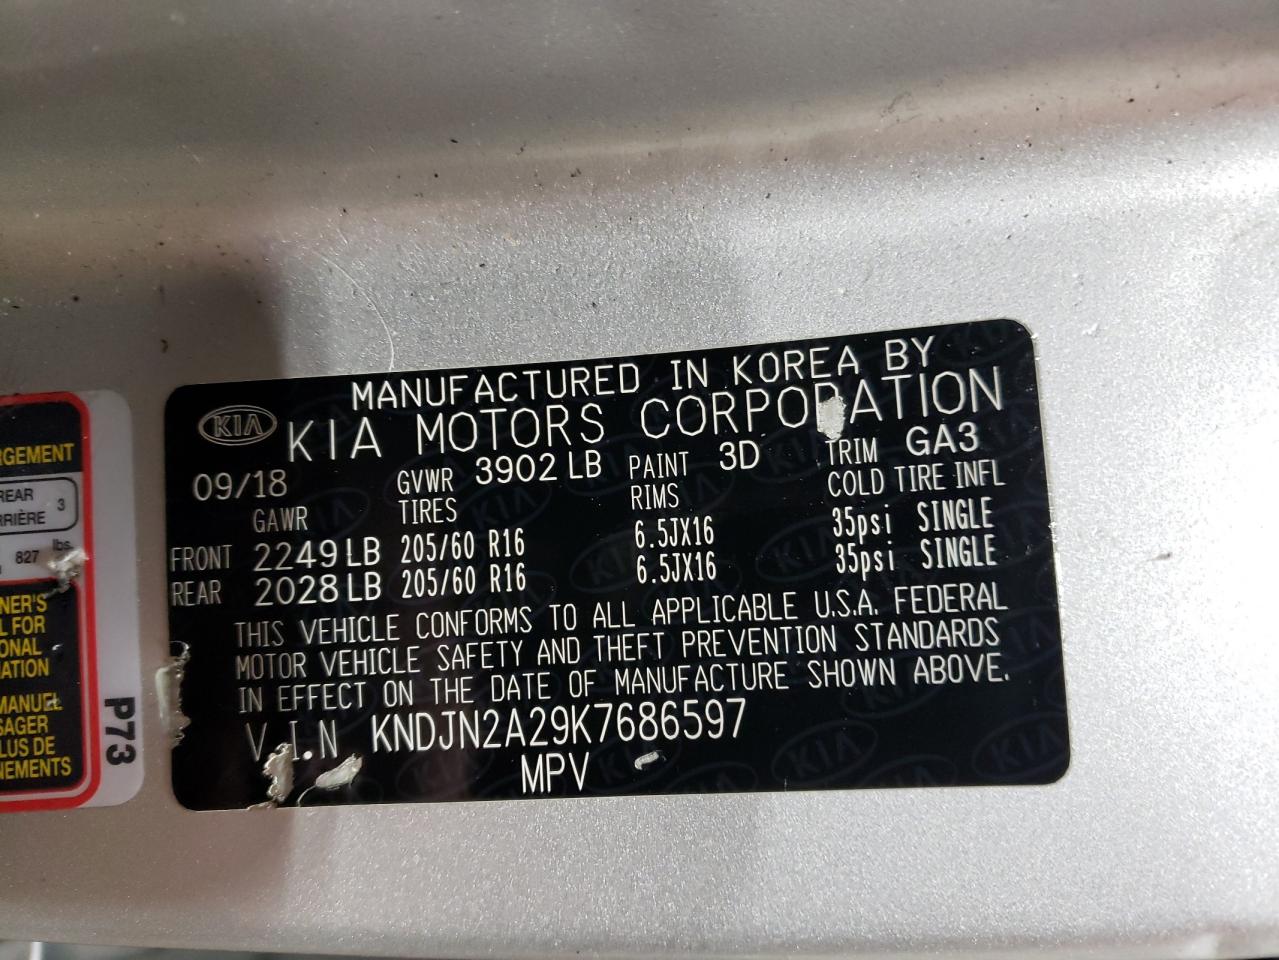 MANUFACTURED IN KOREA BY
KIA
KIA MOTORS CORPORATION
09/18 GVWR 3902 LB PAINT 3D TRIM GA3
GAWR TIRES RIMS COLD TIRE INFL
FRONT 2249 LB 205/60 R16 6.5JX16 35psi SINGLE
REAR 2028 LB 205/60 R16 6.5JX16 35psi SINGLE
THIS VEHICLE CONFORMS TO ALL APPLICABLE U.S.A. FEDERAL
MOTOR VEHICLE SAFETY AND THEFT PREVENTION STANDARDS
IN EFFECT ON THE DATE OF MANUFACTURE SHOWN ABOVE.
V.I.N KNDJN2A29K7686597
MPV
RGEMENT
REAR
RRIÈRE 3
827 lbs
NER'S
L FOR
ONAL
ATION
MANUEL
SAGER
LUS DE
NEMENTS
P73